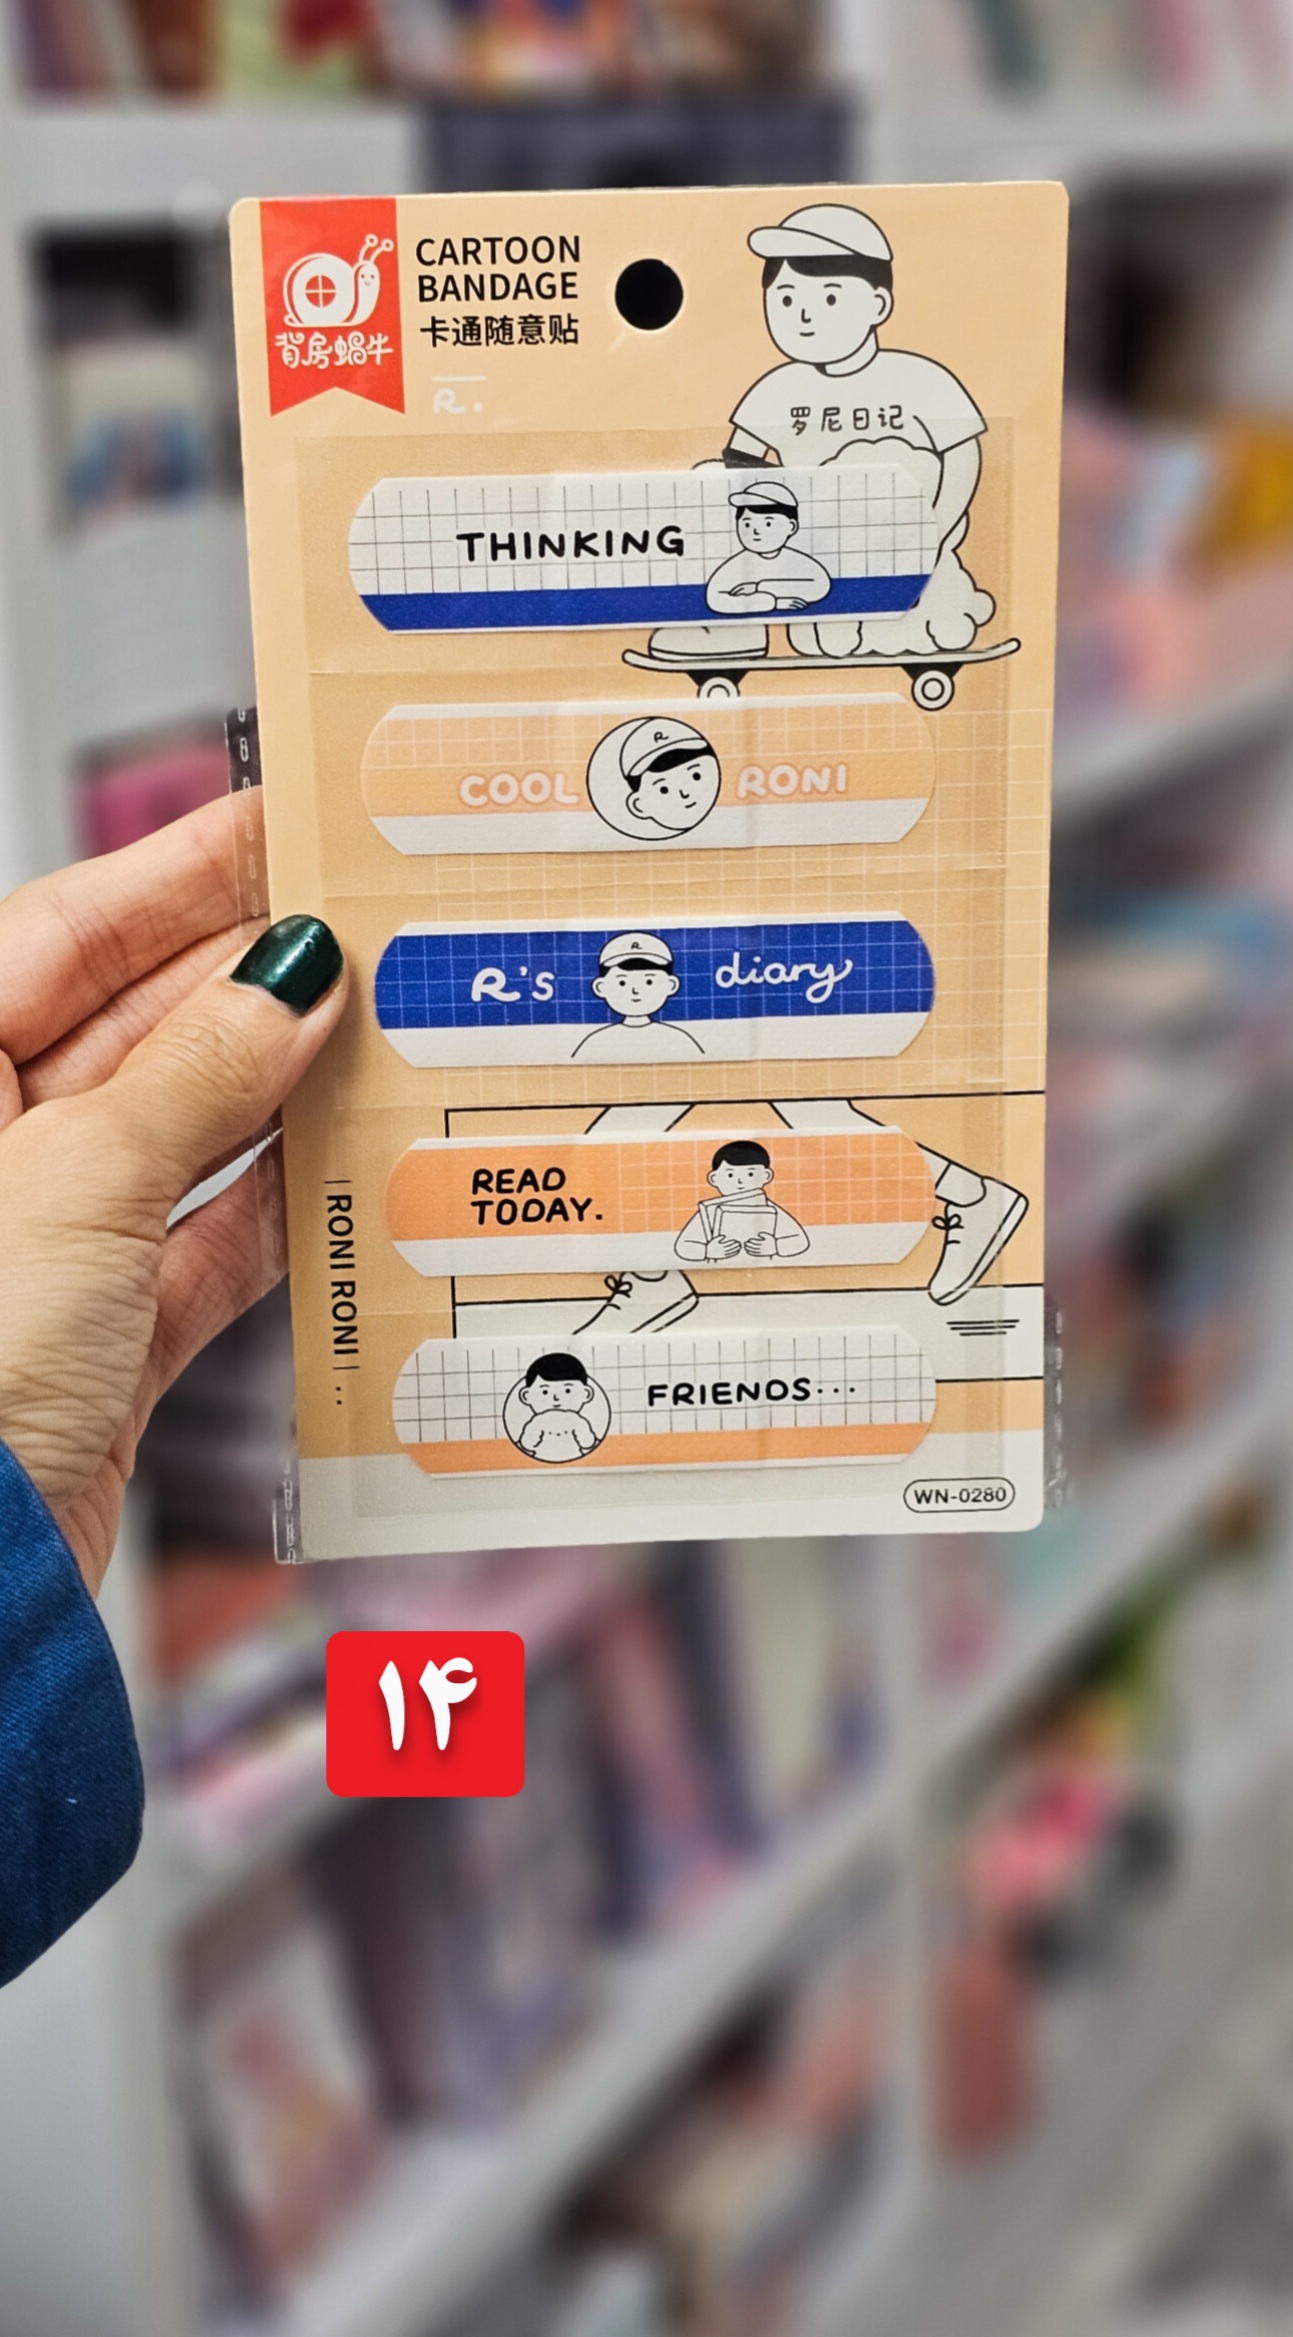 CARTOON
BANDAGE
卡通随意贴
背房蜗牛
R.
罗尼日记
THINKING
R
COOL RONI
R
R's diary
READ
TODAY.
| RONI RONI | ..
FRIENDS...
WN-0280
۱۴